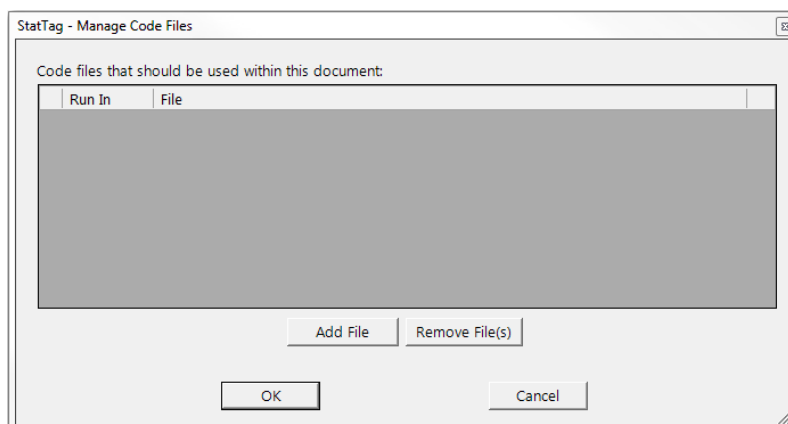 StatTag - Manage Code Files
Code files that should be used within this document:
Run In File
Add File Remove File(s)
OK Cancel